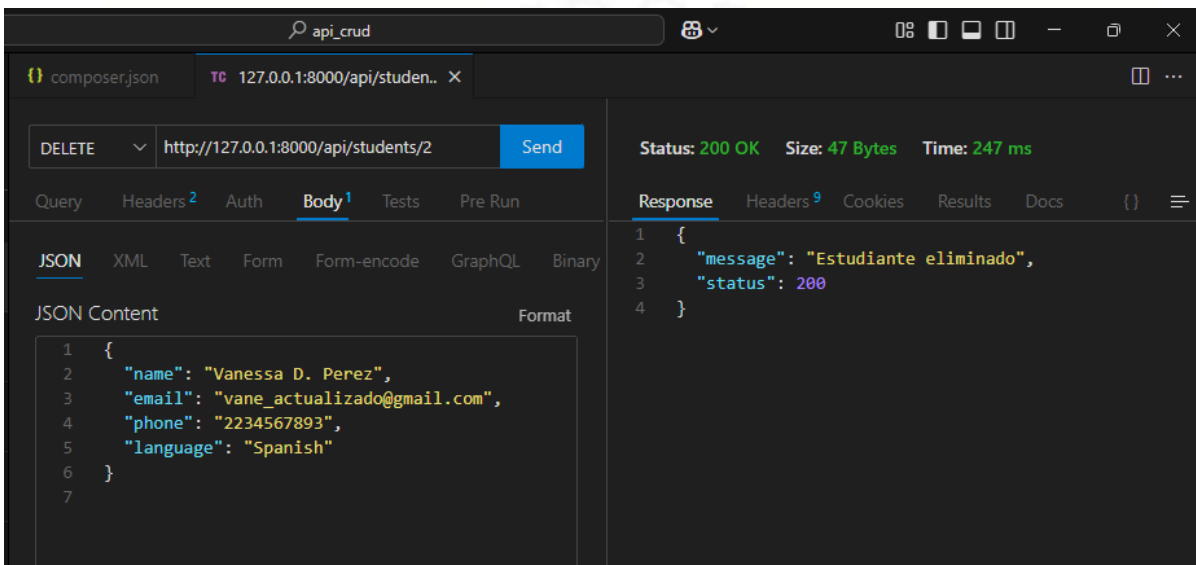 api_crud
{} composer.json
TC 127.0.0.1:8000/api/studen.. ×
DELETE http://127.0.0.1:8000/api/students/2 Send
Status: 200 OK Size: 47 Bytes Time: 247 ms
Query Headers 2 Auth Body 1 Tests Pre Run
Response Headers 9 Cookies Results Docs {}
JSON XML Text Form Form-encode GraphQL Binary
JSON Content Format
1 {
2 "name": "Vanessa D. Perez",
3 "email": "vane_actualizado@gmail.com",
4 "phone": "2234567893",
5 "language": "Spanish"
6 }
7
1 {
2 "message": "Estudiante eliminado",
3 "status": 200
4 }